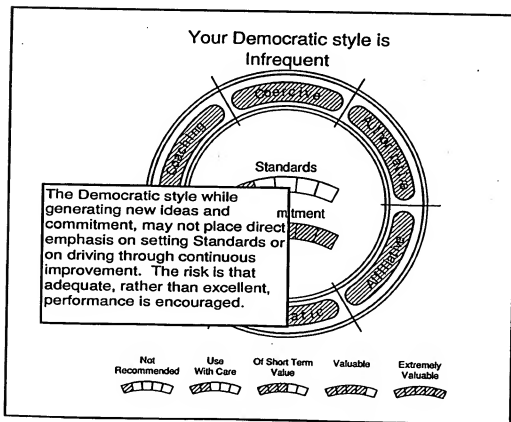 Your Democratic style is
Infrequent
Coercive
Coaching
Authoritative
Standards
mitment
The Democratic style while
generating new ideas and
commitment, may not place direct
emphasis on setting Standards or
on driving through continuous
improvement. The risk is that
adequate, rather than excellent,
performance is encouraged.
Affiliative
atic
Not
Recommended
Use
With Care
Of Short Term
Value
Valuable
Extremely
Valuable